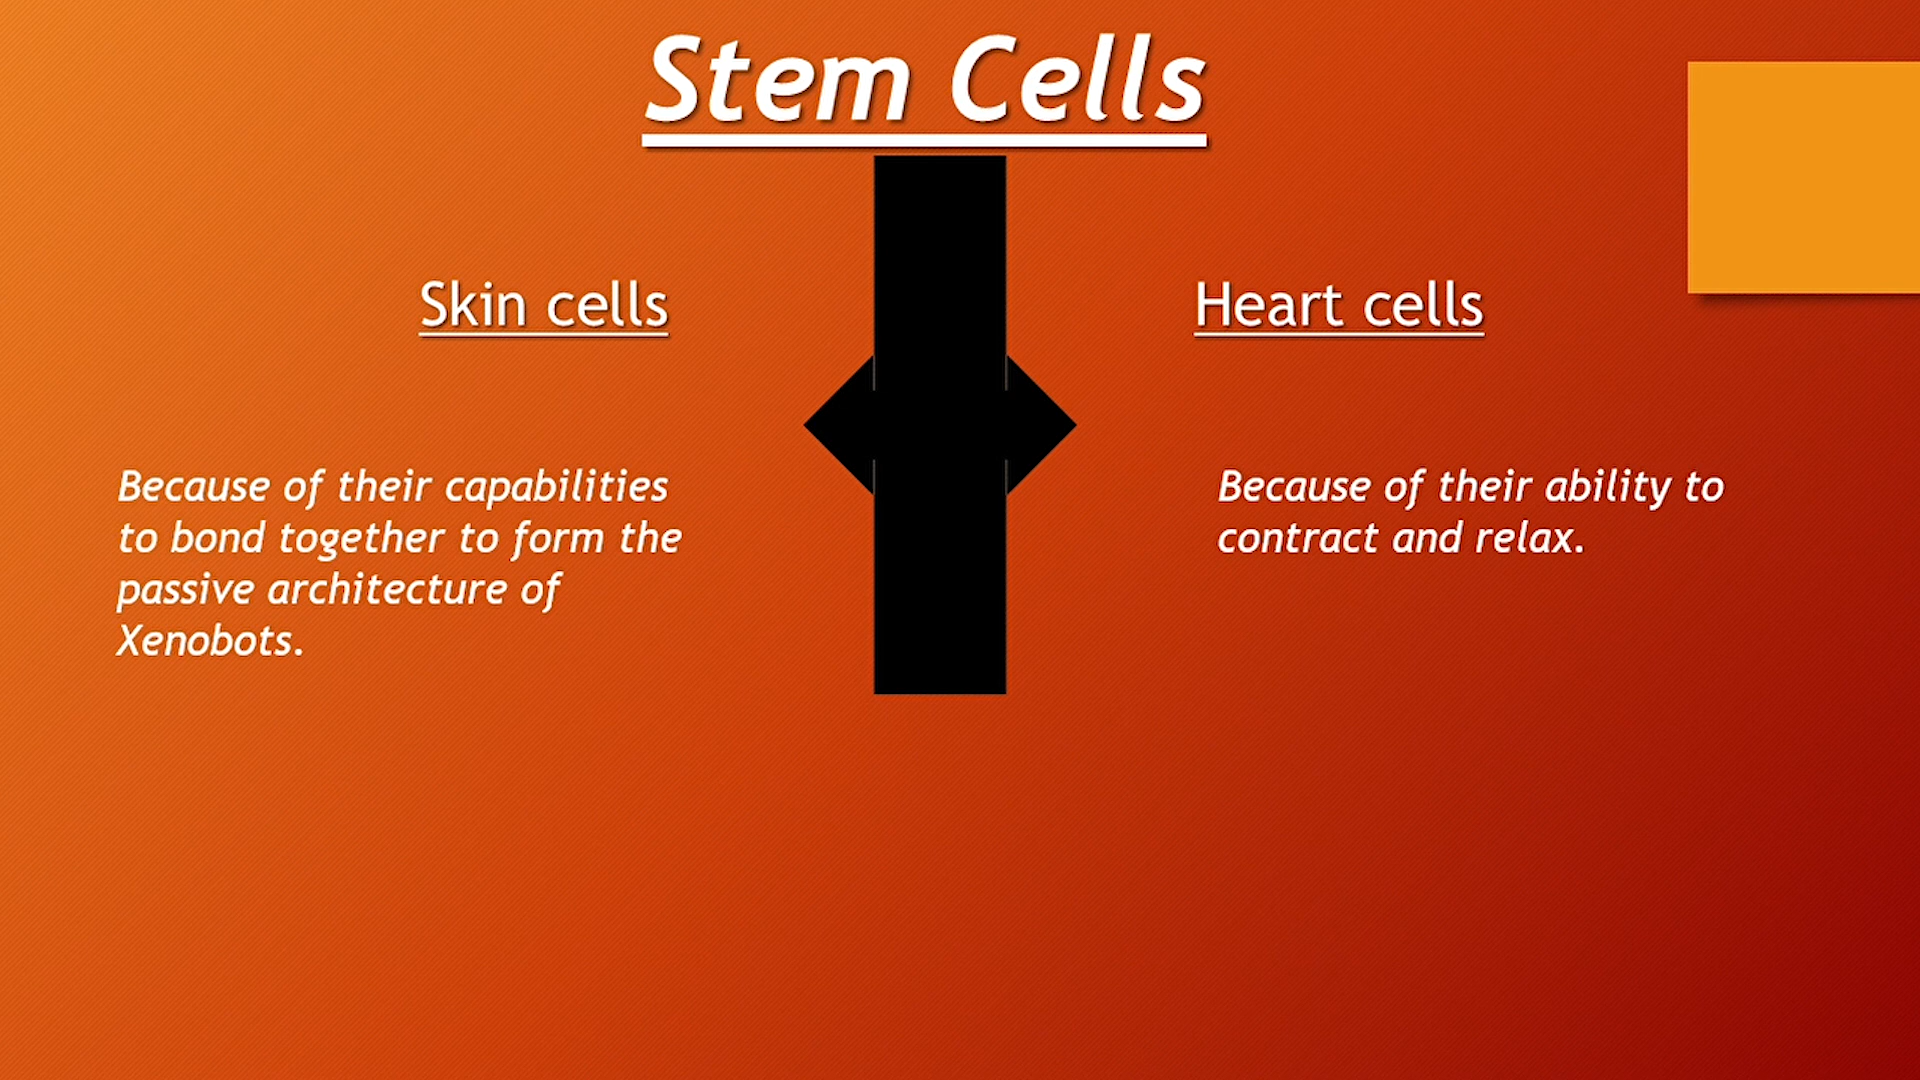 Stem Cells
Skin cells
Because of their capabilities
to bond together to form the
passive architecture of
Xenobots.
Heart cells
Because of their ability to
contract and relax.